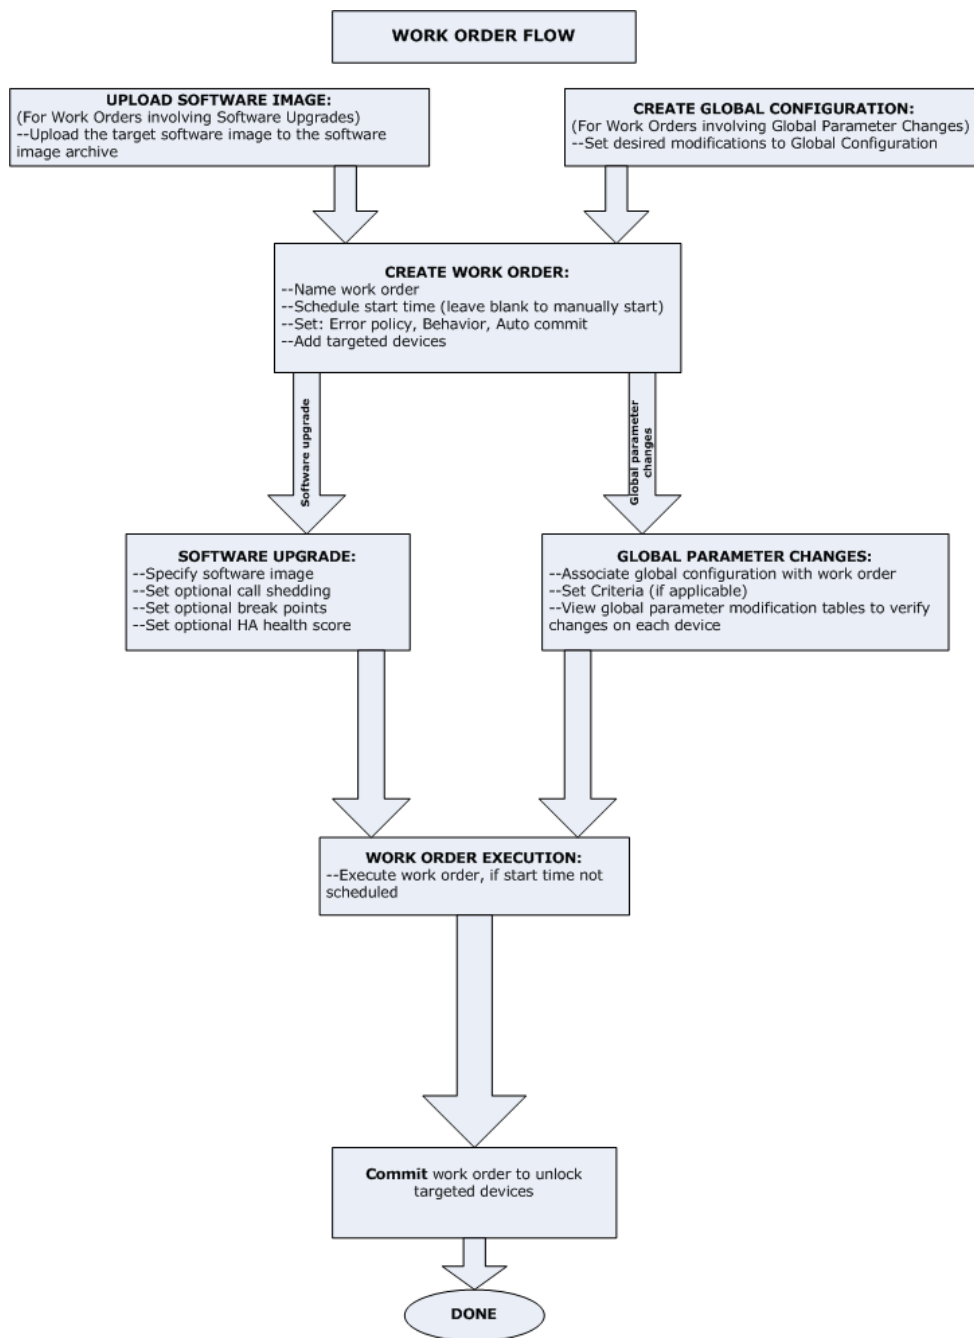 WORK ORDER FLOW
UPLOAD SOFTWARE IMAGE:
(For Work Orders involving Software Upgrades)
--Upload the target software image to the software
image archive
CREATE GLOBAL CONFIGURATION:
(For Work Orders involving Global Parameter Changes)
--Set desired modifications to Global Configuration
CREATE WORK ORDER:
--Name work order
--Schedule start time (leave blank to manually start)
--Set: Error policy, Behavior, Auto commit
--Add targeted devices
Software upgrade
Global parameter
changes
SOFTWARE UPGRADE:
--Specify software image
--Set optional call shedding
--Set optional break points
--Set optional HA health score
GLOBAL PARAMETER CHANGES:
--Associate global configuration with work order
--Set Criteria (if applicable)
--View global parameter modification tables to verify
changes on each device
WORK ORDER EXECUTION:
--Execute work order, if start time not
scheduled
Commit work order to unlock
targeted devices
DONE